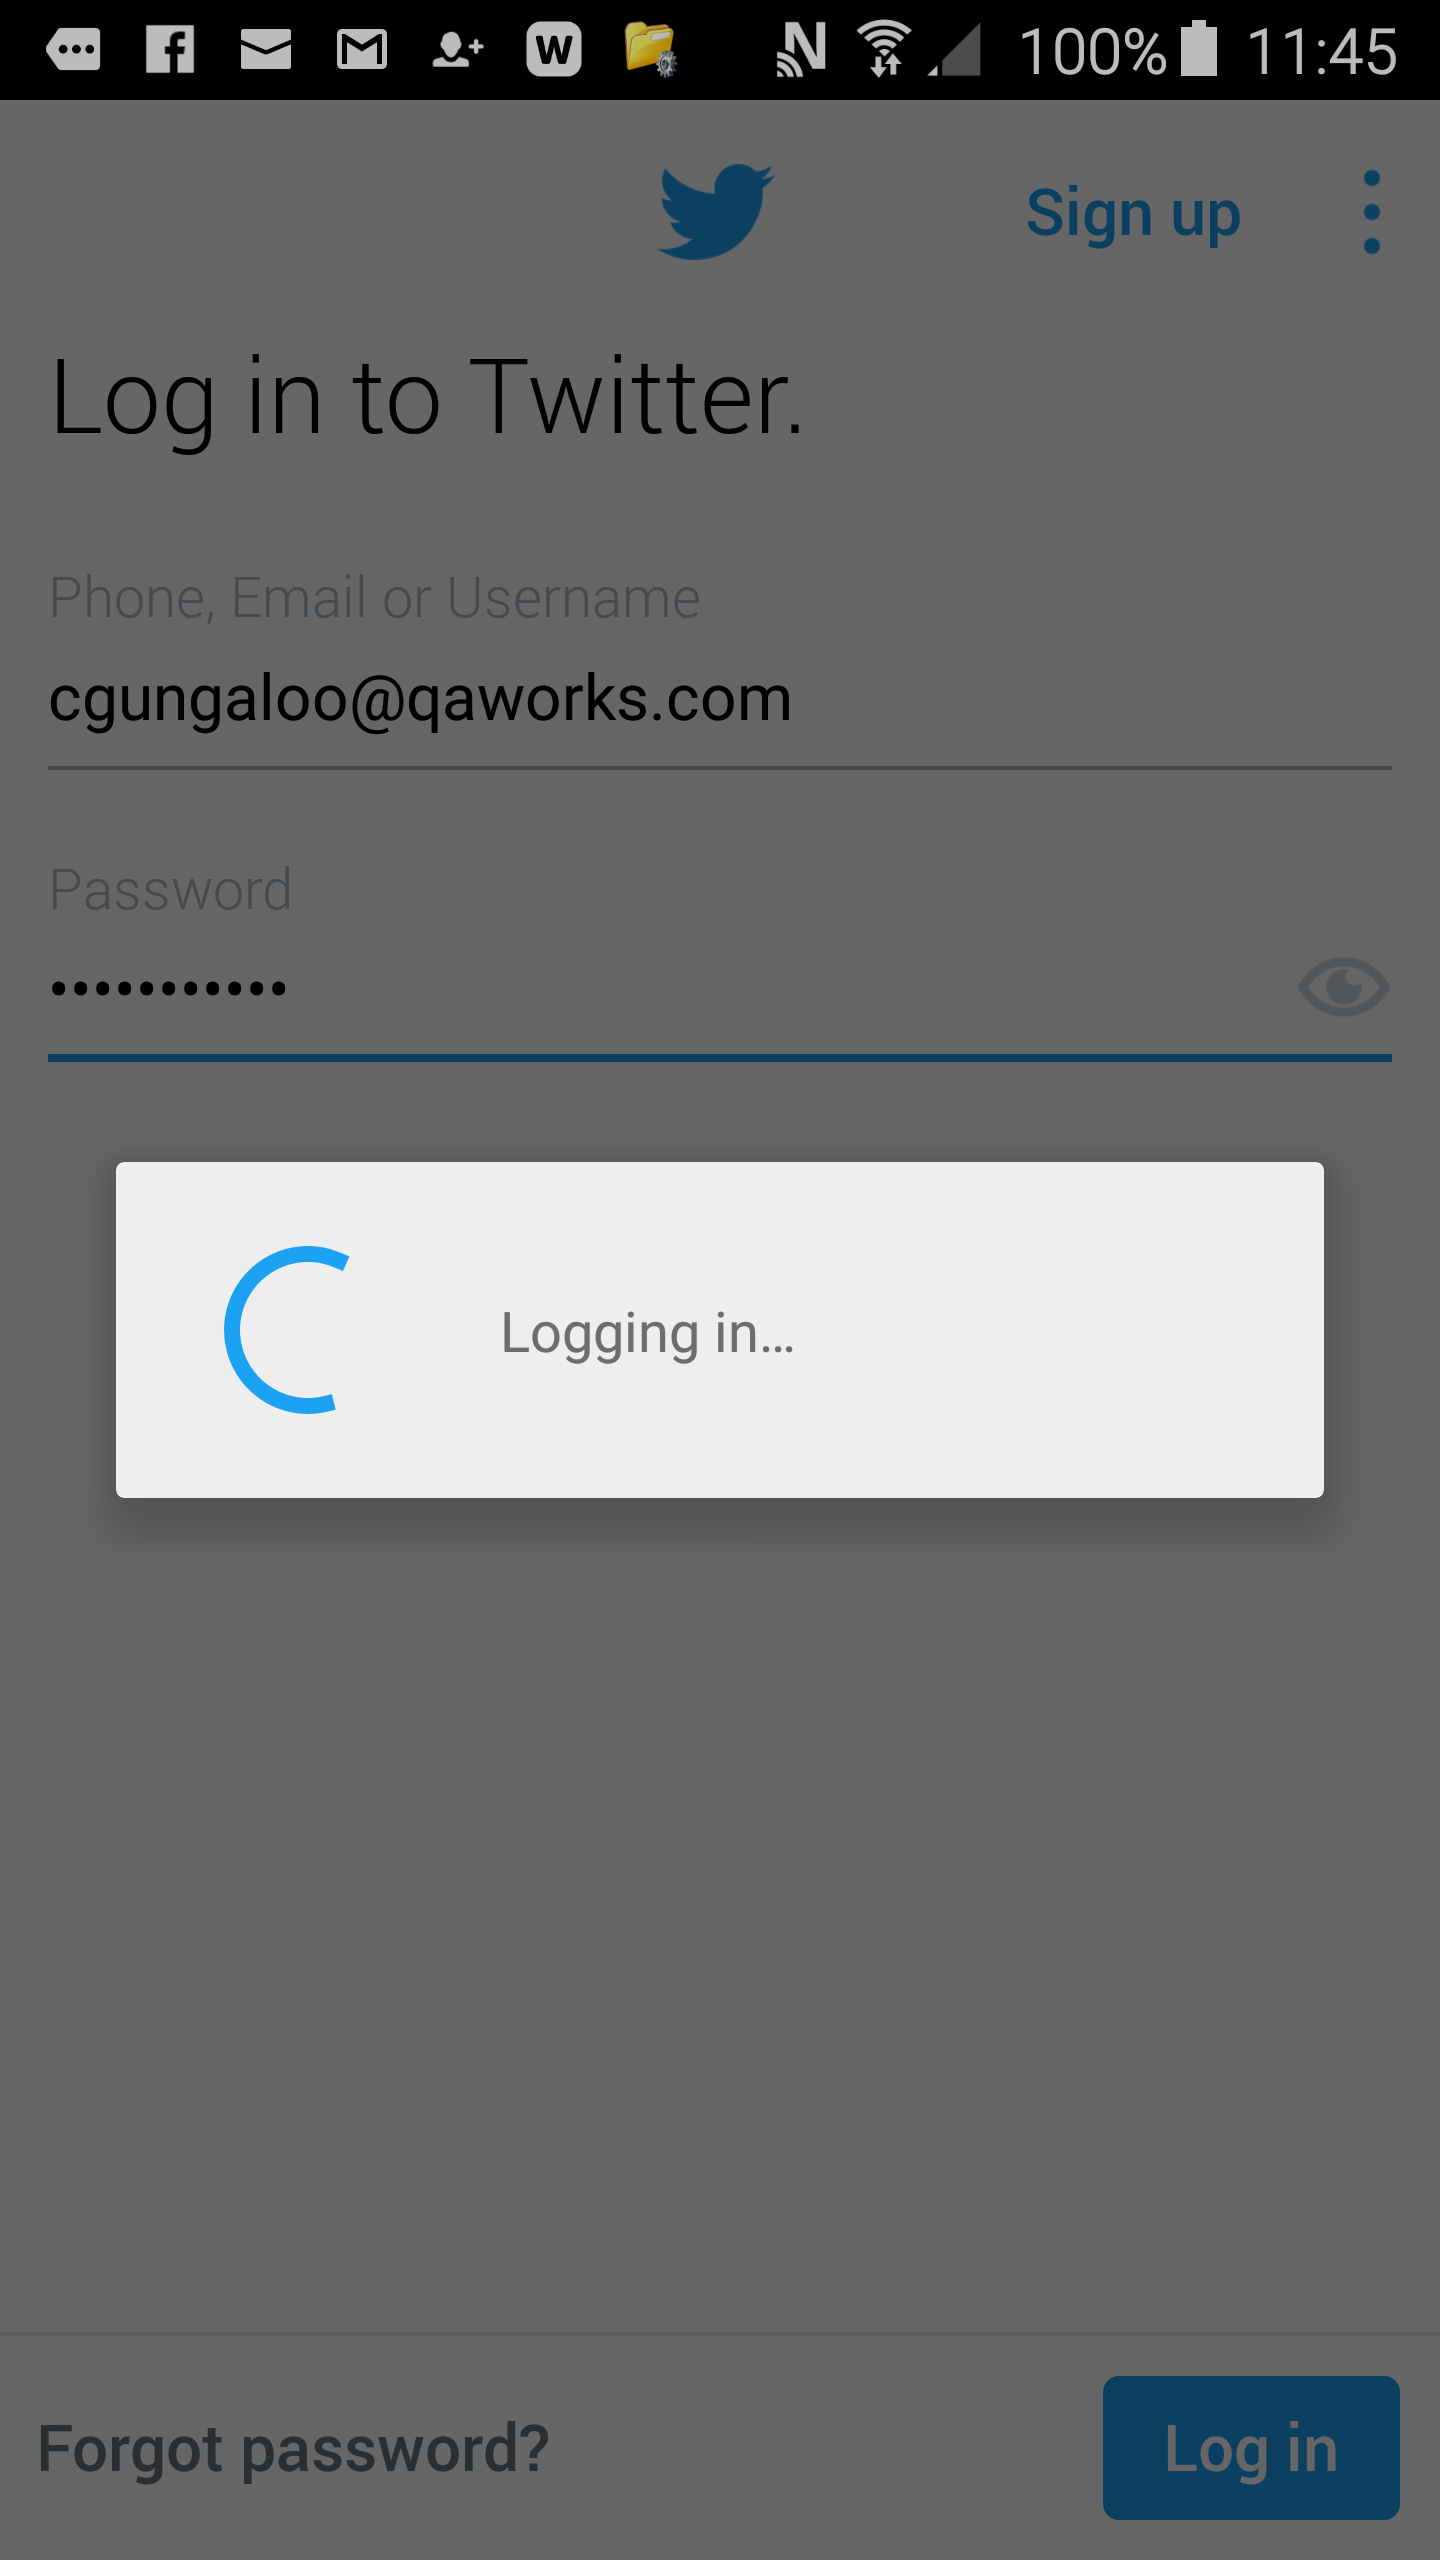 100% 11:45
Sign up
Log in to Twitter.
Phone, Email or Username
cgungaloo@qaworks.com
Password
•••••••••••
Logging in…
Forgot password?
Log in